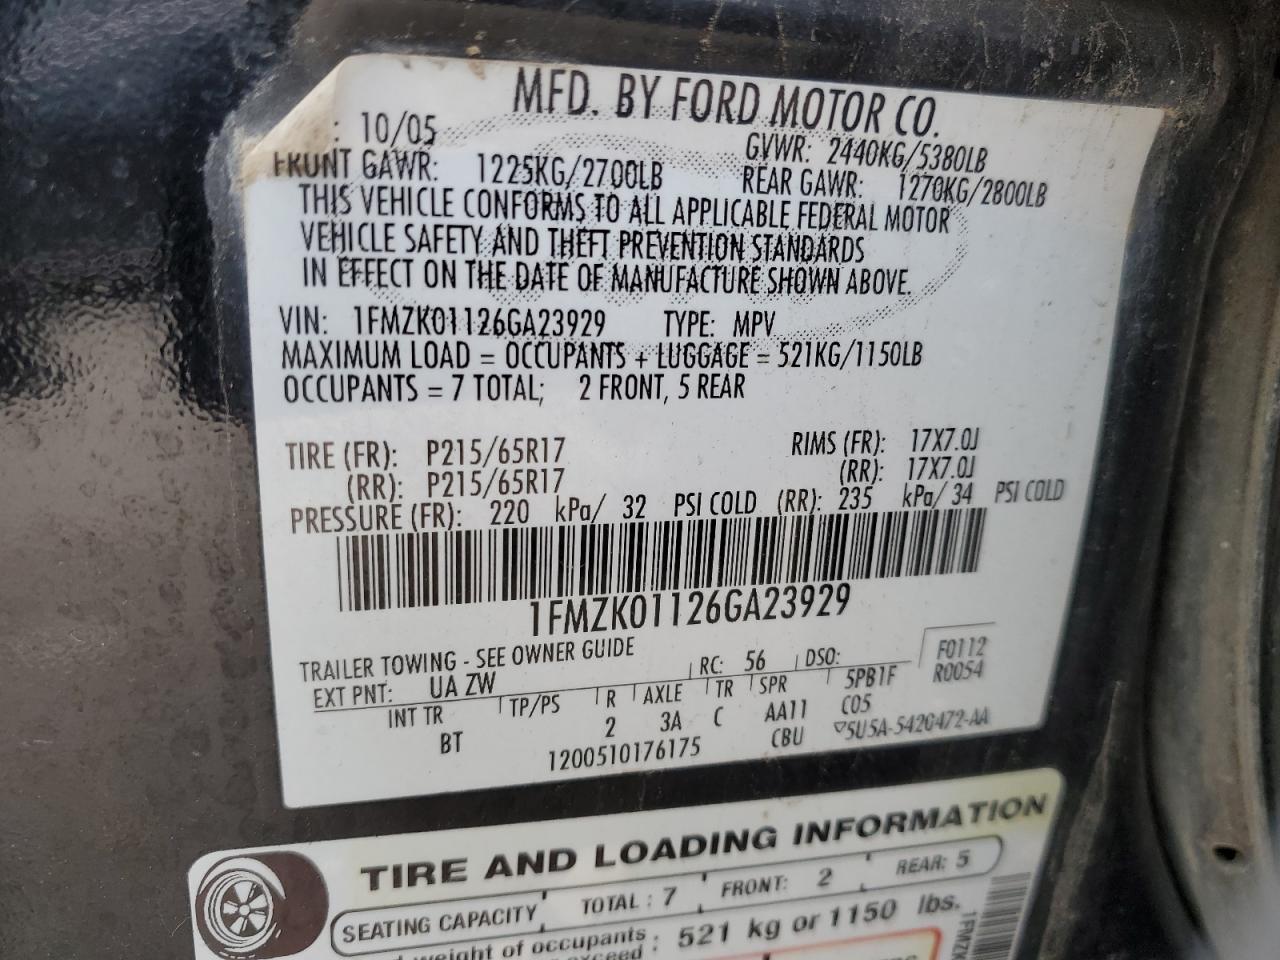 MFD. BY FORD MOTOR CO.
: 10/05 GVWR: 2440KG/5380LB
FRONT GAWR: 1225KG/2700LB REAR GAWR: 1270KG/2800LB
THIS VEHICLE CONFORMS TO ALL APPLICABLE FEDERAL MOTOR
VEHICLE SAFETY AND THEFT PREVENTION STANDARDS
IN EFFECT ON THE DATE OF MANUFACTURE SHOWN ABOVE.
VIN: 1FMZK01126GA23929 TYPE: MPV
MAXIMUM LOAD = OCCUPANTS + LUGGAGE = 521KG/1150LB
OCCUPANTS = 7 TOTAL; 2 FRONT, 5 REAR
TIRE (FR): P215/65R17 RIMS (FR): 17X7.0J
(RR): P215/65R17 (RR): 17X7.0J
PRESSURE (FR): 220 kPa/ 32 PSI COLD (RR): 235 kPa/ 34 PSI COLD
1FMZK01126GA23929
TRAILER TOWING - SEE OWNER GUIDE F0112
EXT PNT: UA ZW RC: 56 DSO: R0054
INT TR TP/PS R AXLE TR SPR 5PB1F
BT 2 3A C AA11 C05
1200510176175 CBU ▽5U5A-5420472-AA
TIRE AND LOADING INFORMATION
SEATING CAPACITY TOTAL : 7 FRONT: 2 REAR: 5
weight of occupants : 521 kg or 1150 lbs.
exceed
1FMZK